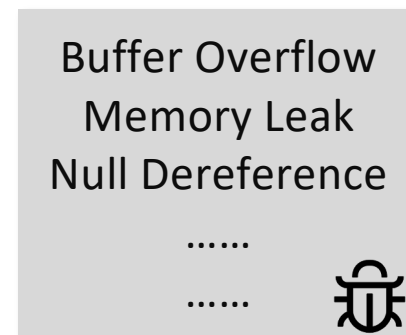 Buffer Overflow
Memory Leak
Null Dereference
……
……